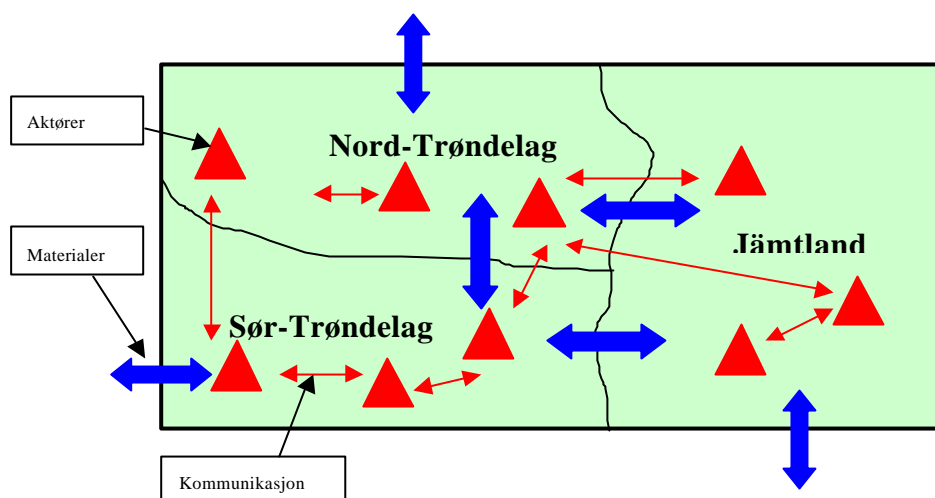 Aktører
Nord-Trøndelag
Materialer
Jämtland
Sør-Trøndelag
Kommunikasjon